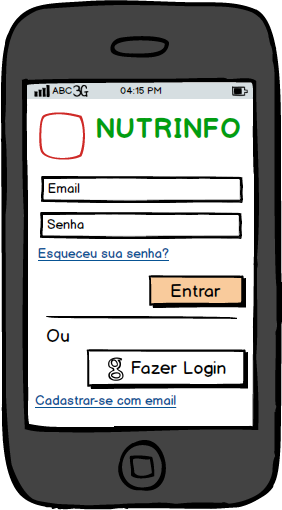 ABC 3G 04:15 PM
NUTRINFO
Email
Senha
Esqueceu sua senha?
Entrar
Ou
g Fazer Login
Cadastrar-se com email